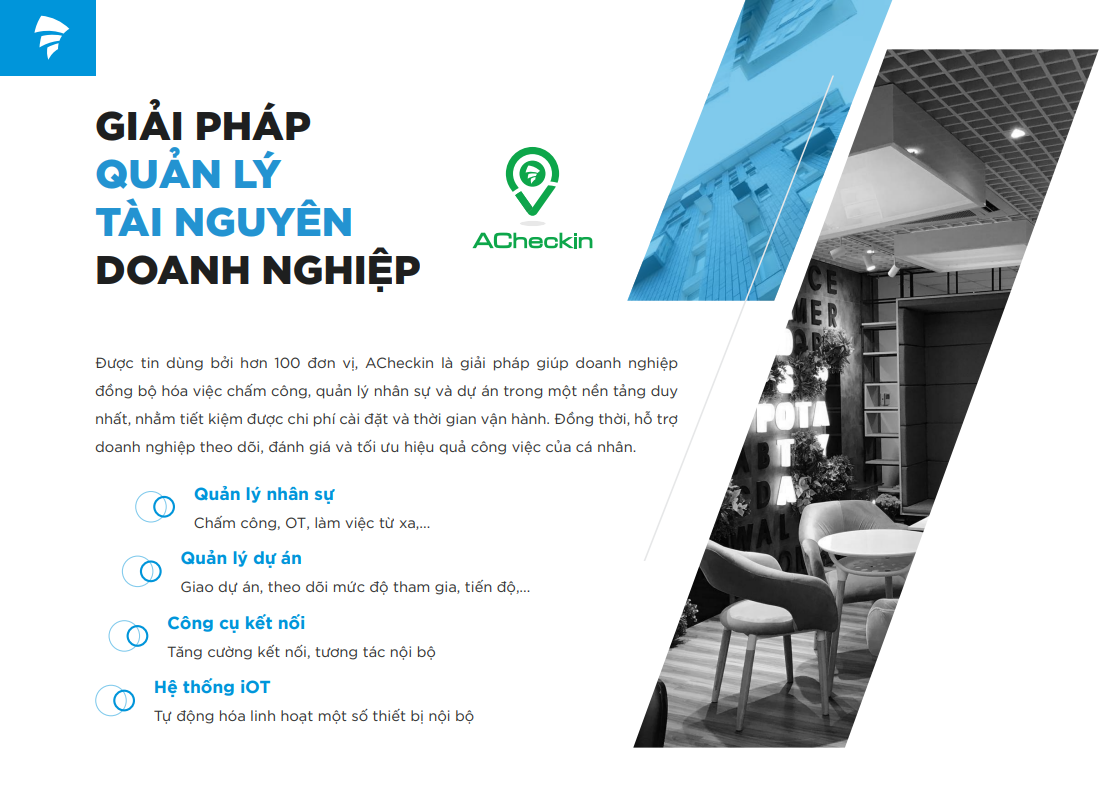 GIẢI PHÁP
QUẢN LÝ
TÀI NGUYÊN
DOANH NGHIỆP
ACheckin
Được tin dùng bởi hơn 100 đơn vị, ACheckin là giải pháp giúp doanh nghiệp
đồng bộ hóa việc chấm công, quản lý nhân sự và dự án trong một nền tảng duy
nhất, nhằm tiết kiệm được chi phí cài đặt và thời gian vận hành. Đồng thời, hỗ trợ
doanh nghiệp theo dõi, đánh giá và tối ưu hiệu quả công việc của cá nhân.
Quản lý nhân sự
Chấm công, OT, làm việc từ xa,...
Quản lý dự án
Giao dự án, theo dõi mức độ tham gia, tiến độ,...
Công cụ kết nối
Tăng cường kết nối, tương tác nội bộ
Hệ thống iOT
Tự động hóa linh hoạt một số thiết bị nội bộ